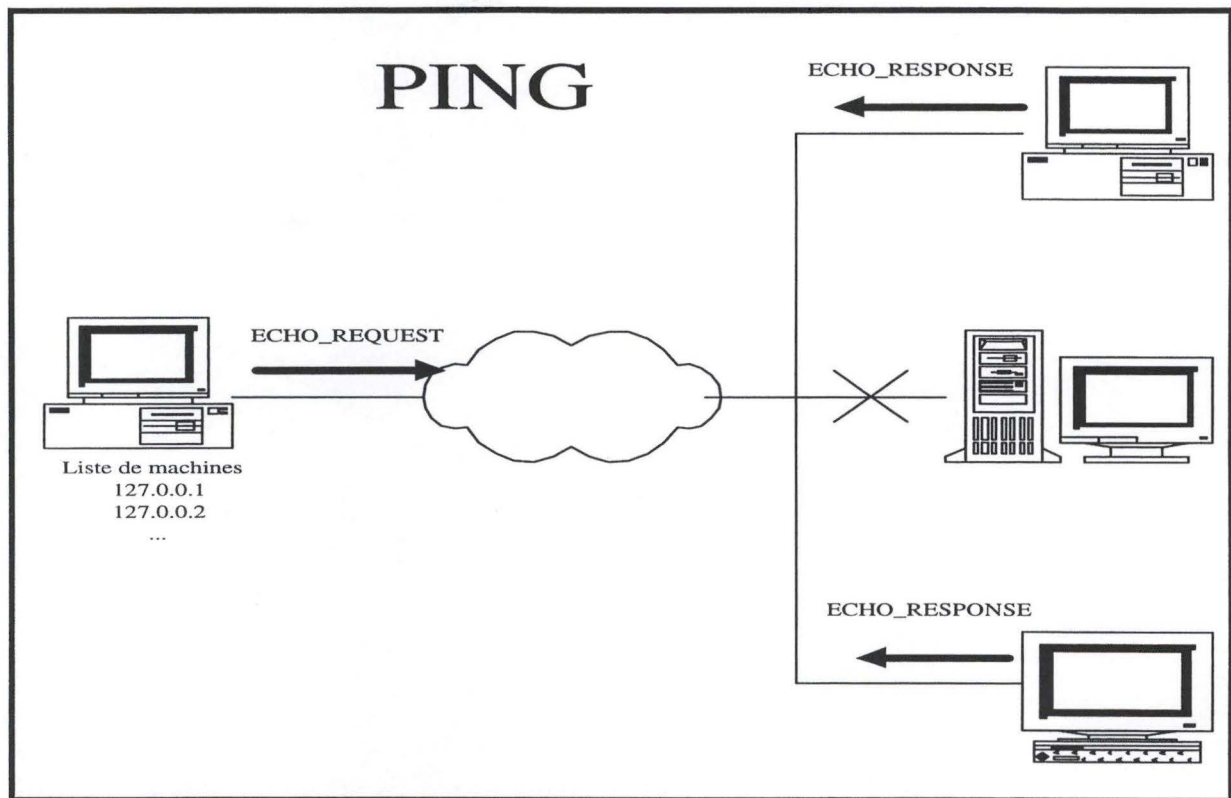 PING
ECHO_RESPONSE
ECHO_REQUEST
Liste de machines
127.0.0.1
127.0.0.2
...
ECHO_RESPONSE